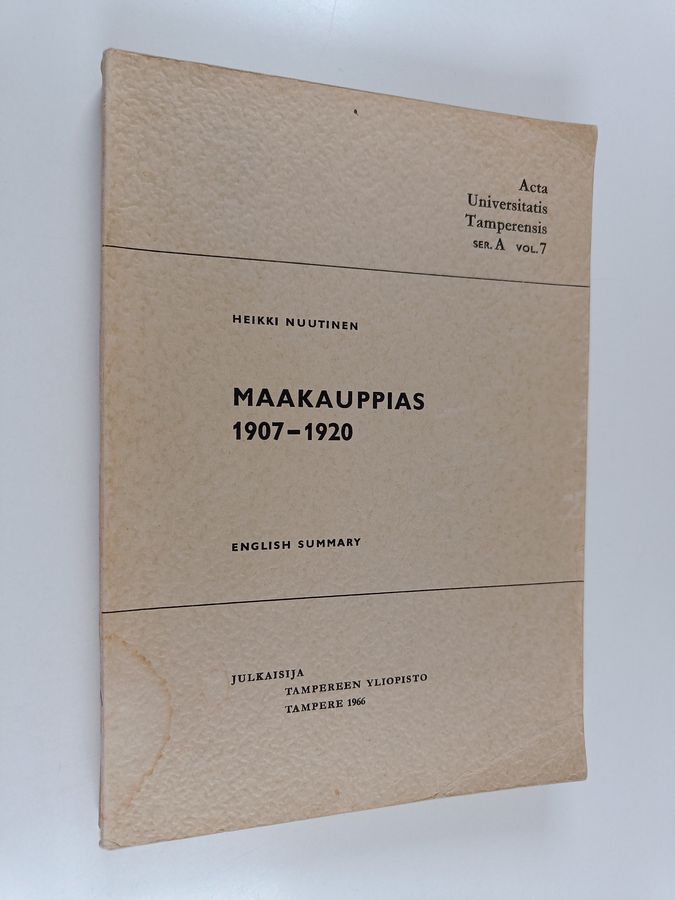 Acta
Universitatis
Tamperensis
SER. A VOL. 7
HEIKKI NUUTINEN
MAAKAUPPIAS
1907–1920
ENGLISH SUMMARY
JULKAISIJA
TAMPEREEN YLIOPISTO
TAMPERE 1966